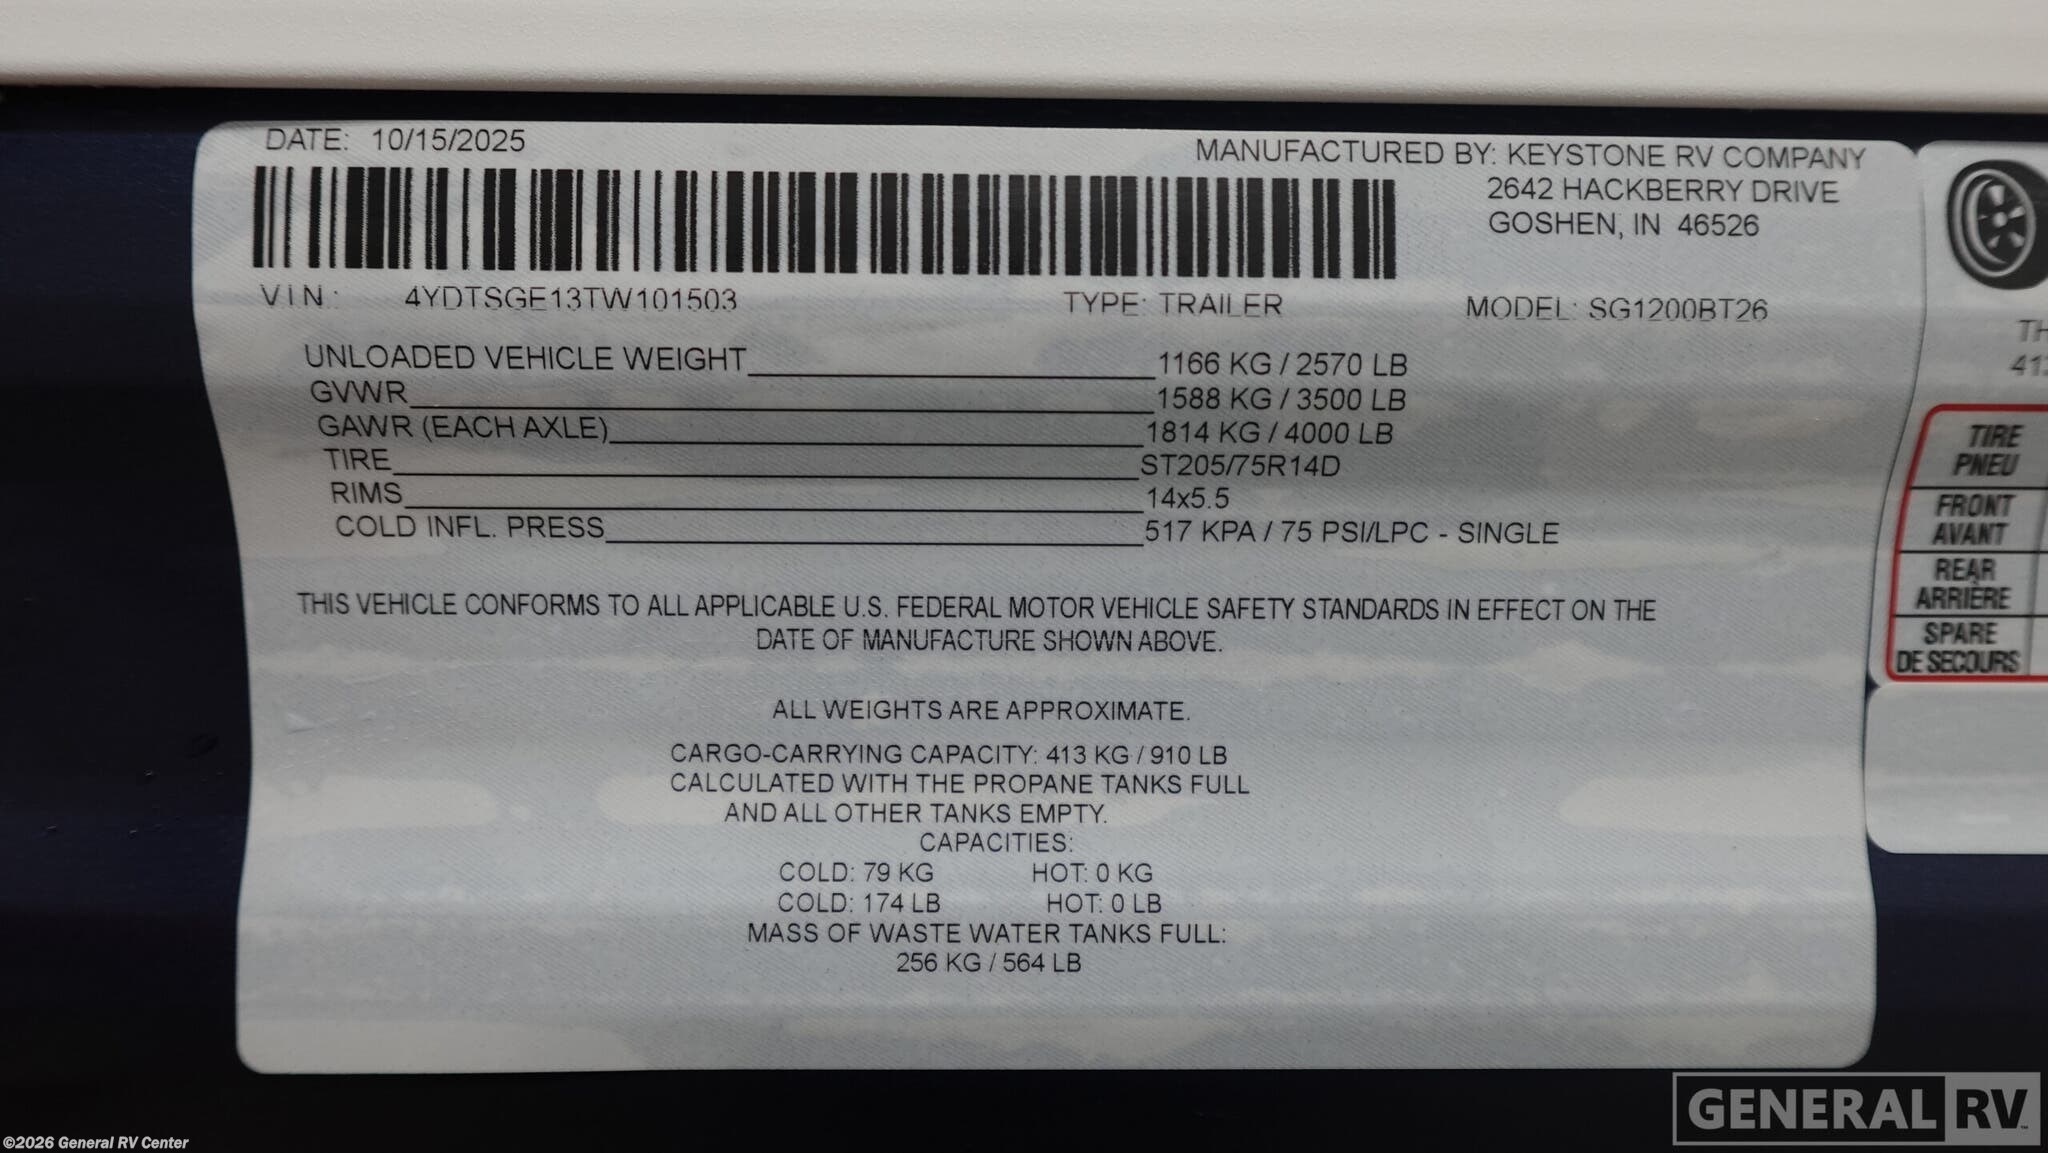 DATE: 10/15/2025
MANUFACTURED BY: KEYSTONE RV COMPANY
2642 HACKBERRY DRIVE
GOSHEN, IN 46526
VIN: 4YDTSGE13TW101503 TYPE: TRAILER MODEL: SG1200BT26
UNLOADED VEHICLE WEIGHT 1166 KG / 2570 LB
GVWR 1588 KG / 3500 LB
GAWR (EACH AXLE) 1814 KG / 4000 LB
TIRE ST205/75R14D
RIMS 14x5.5
COLD INFL. PRESS 517 KPA / 75 PSI/LPC - SINGLE
THIS VEHICLE CONFORMS TO ALL APPLICABLE U.S. FEDERAL MOTOR VEHICLE SAFETY STANDARDS IN EFFECT ON THE
DATE OF MANUFACTURE SHOWN ABOVE.
ALL WEIGHTS ARE APPROXIMATE.
CARGO-CARRYING CAPACITY: 413 KG / 910 LB
CALCULATED WITH THE PROPANE TANKS FULL
AND ALL OTHER TANKS EMPTY.
CAPACITIES:
COLD: 79 KG HOT: 0 KG
COLD: 174 LB HOT: 0 LB
MASS OF WASTE WATER TANKS FULL:
256 KG / 564 LB
TIRE
PNEU
FRONT
AVANT
REAR
ARRIÈRE
SPARE
DE SECOURS
GENERAL RV
©2026 General RV Center